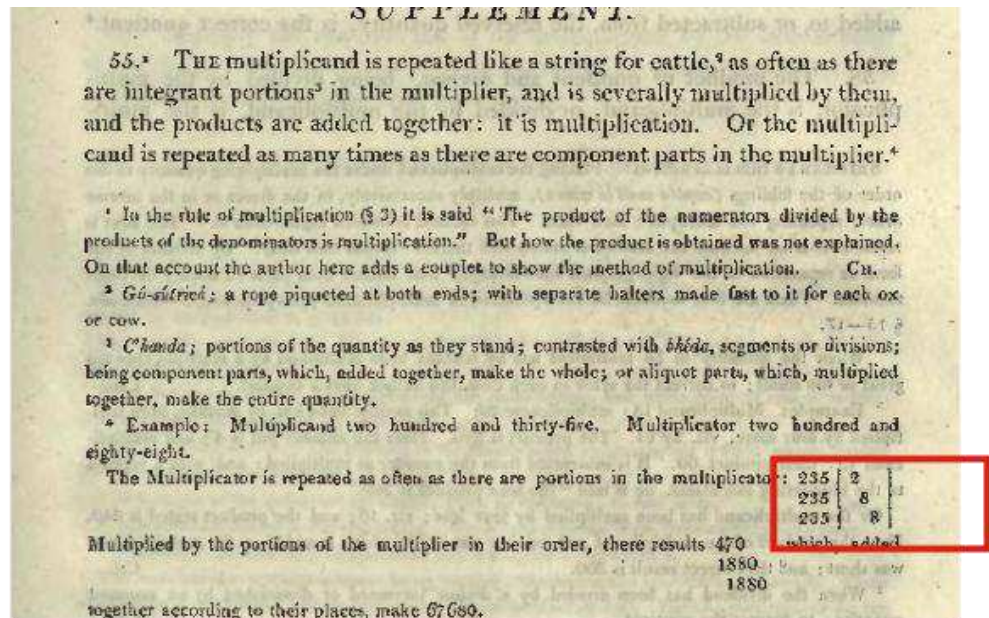 SUPPLEMENT.
55.¹ THE multiplicand is repeated like a string for cattle,² as often as there
are integrant portions³ in the multiplier, and is severally multiplied by them,
and the products are added together: it is multiplication. Or the multipli-
cand is repeated as many times as there are component parts in the multiplier.⁴
¹ In the rule of multiplication (§ 3) it is said “The product of the numerators divided by the
products of the denominators is multiplication.” But how the product is obtained was not explained.
On that account the author here adds a couplet to show the method of multiplication. CH.
² Gó-sútricá; a rope piqueted at both ends; with separate halters made fast to it for each ox
or cow.
³ C'handa; portions of the quantity as they stand; contrasted with bhéda, segments or divisions;
being component parts, which, added together, make the whole; or aliquot parts, which, multiplied
together, make the entire quantity.
⁴ Example: Multiplicand two hundred and thirty-five. Multiplicator two hundred and
eighty-eight.
The Multiplicator is repeated as often as there are portions in the multiplicator: 235 | 2 |
235 | 8 |
235 | 8 |
Multiplied by the portions of the multiplier in their order, there results 470 which, added
1880
1880
together according to their places, make 67680.